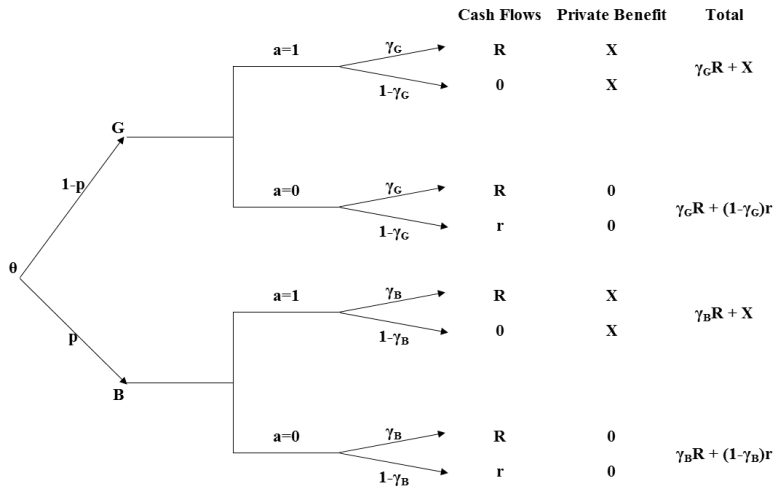 Cash Flows Private Benefit Total
a=1 γG R X
γGR + X
1-γG 0 X
G
1-p
a=0 γG R 0
γGR + (1-γG)r
1-γG r 0
θ
a=1 γB R X
γBR + X
p
1-γB 0 X
B
a=0 γB R 0
γBR + (1-γB)r
1-γB r 0